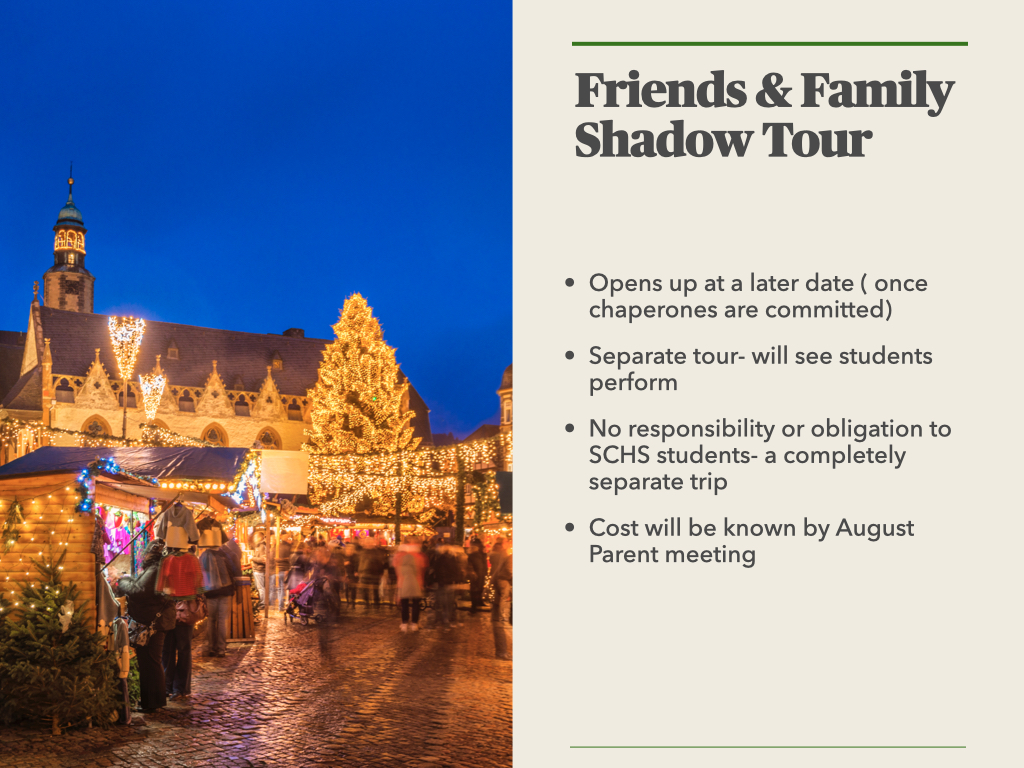 Friends & Family
Shadow Tour
• Opens up at a later date ( once
chaperones are committed)
• Separate tour- will see students
perform
• No responsibility or obligation to
SCHS students- a completely
separate trip
• Cost will be known by August
Parent meeting